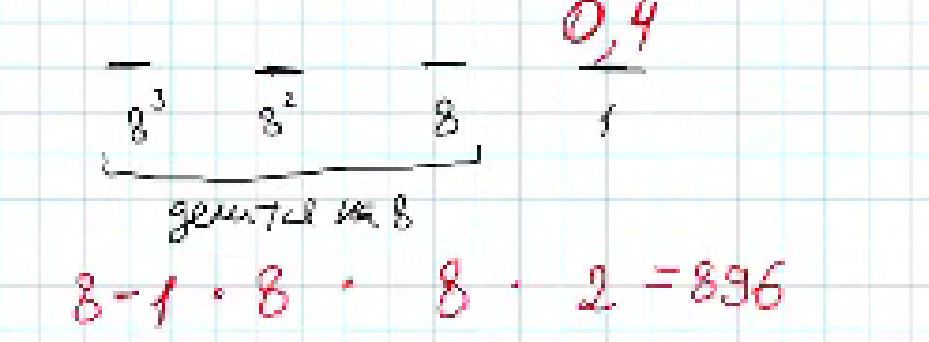 0,4
8³ 8² 8 1
делится на 8
8-1 · 8 · 8 · 2 = 896